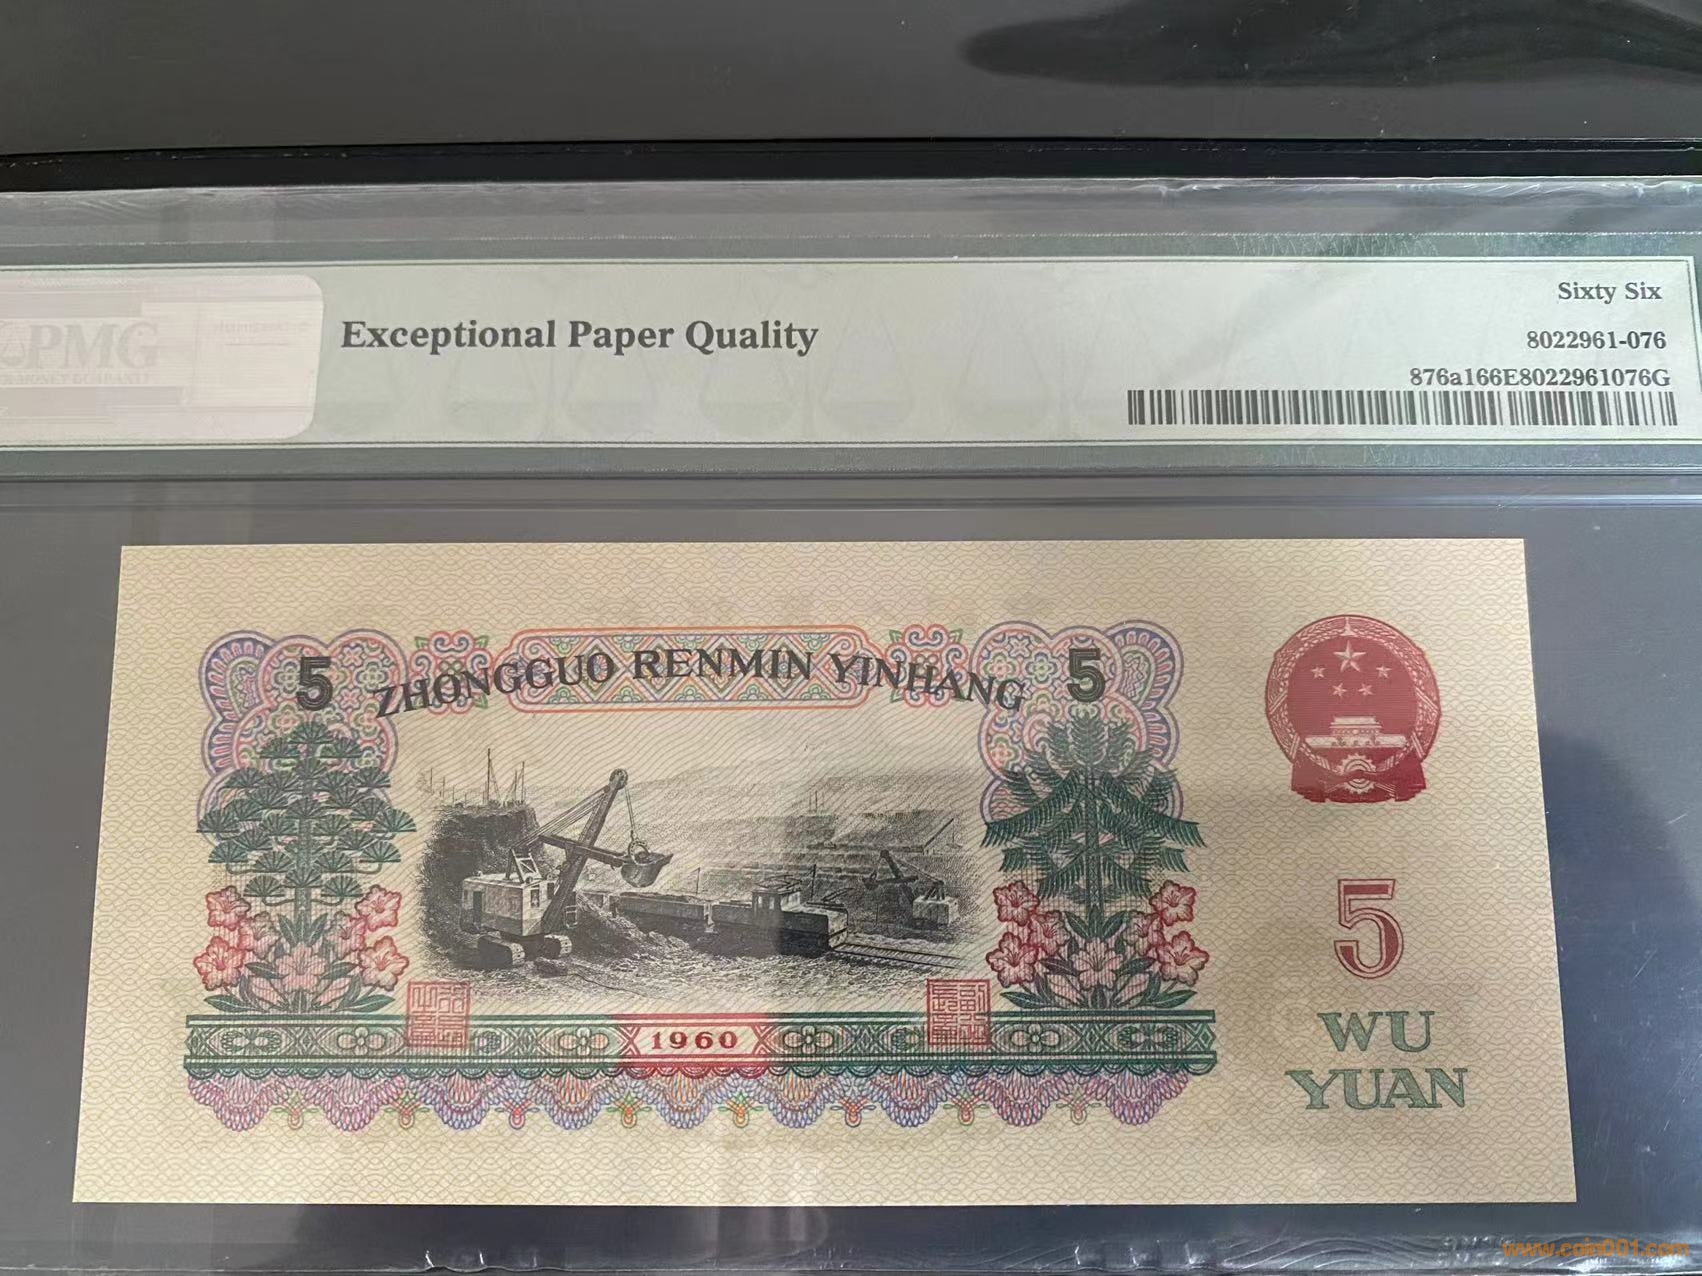 PMG
Exceptional Paper Quality
Sixty Six
8022961-076
876a166E8022961076G
5 ZHONGGUO RENMIN YINHANG 5
1960
5
WU
YUAN
www.coin001.com